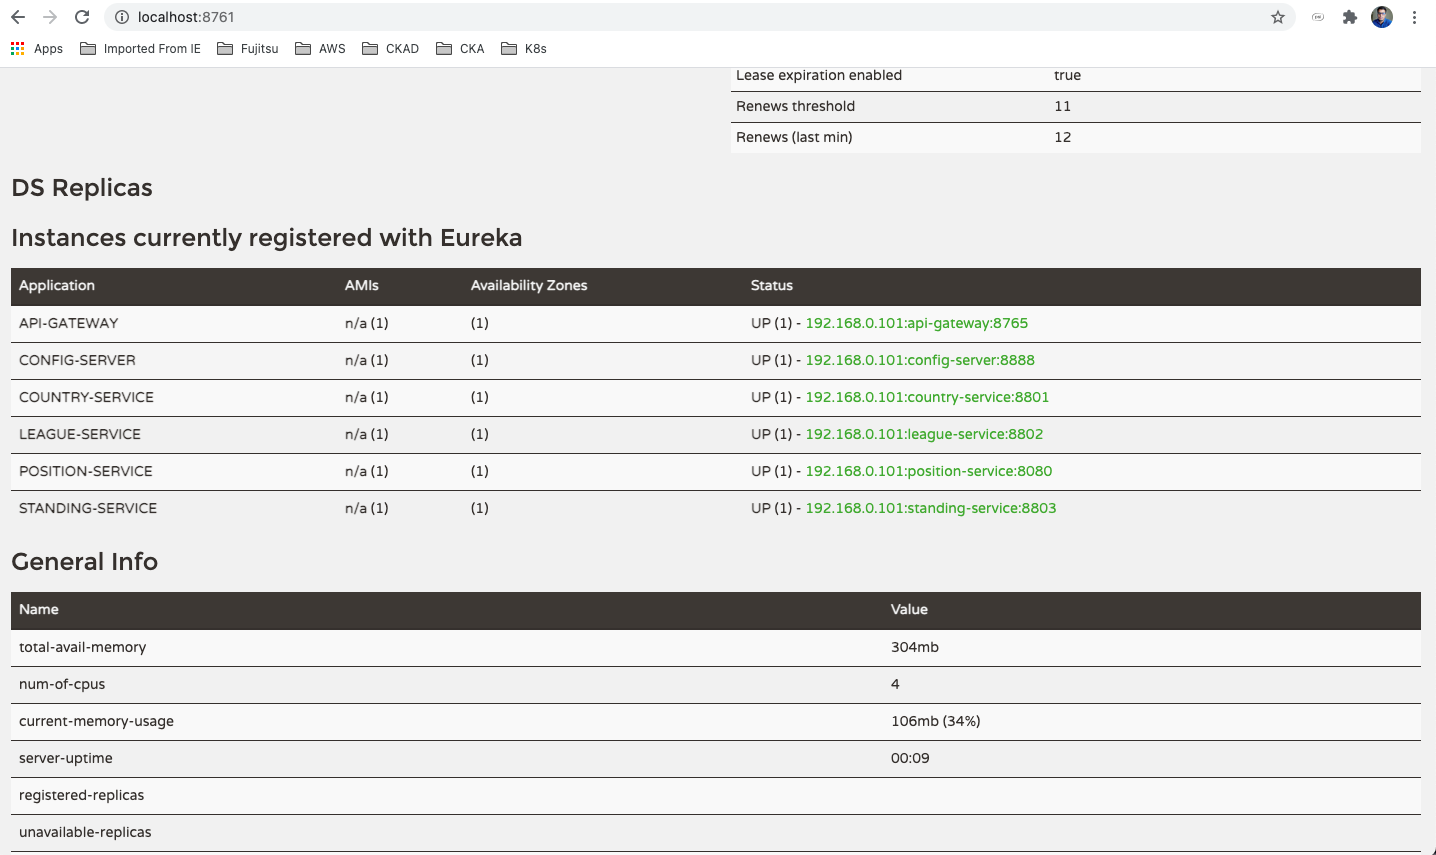 localhost:8761
Apps Imported From IE Fujitsu AWS CKAD CKA K8s
Lease expiration enabled true
Renews threshold 11
Renews (last min) 12
DS Replicas
Instances currently registered with Eureka
Application AMIs Availability Zones Status
API-GATEWAY n/a (1) (1) UP (1) - 192.168.0.101:api-gateway:8765
CONFIG-SERVER n/a (1) (1) UP (1) - 192.168.0.101:config-server:8888
COUNTRY-SERVICE n/a (1) (1) UP (1) - 192.168.0.101:country-service:8801
LEAGUE-SERVICE n/a (1) (1) UP (1) - 192.168.0.101:league-service:8802
POSITION-SERVICE n/a (1) (1) UP (1) - 192.168.0.101:position-service:8080
STANDING-SERVICE n/a (1) (1) UP (1) - 192.168.0.101:standing-service:8803
General Info
Name Value
total-avail-memory 304mb
num-of-cpus 4
current-memory-usage 106mb (34%)
server-uptime 00:09
registered-replicas
unavailable-replicas